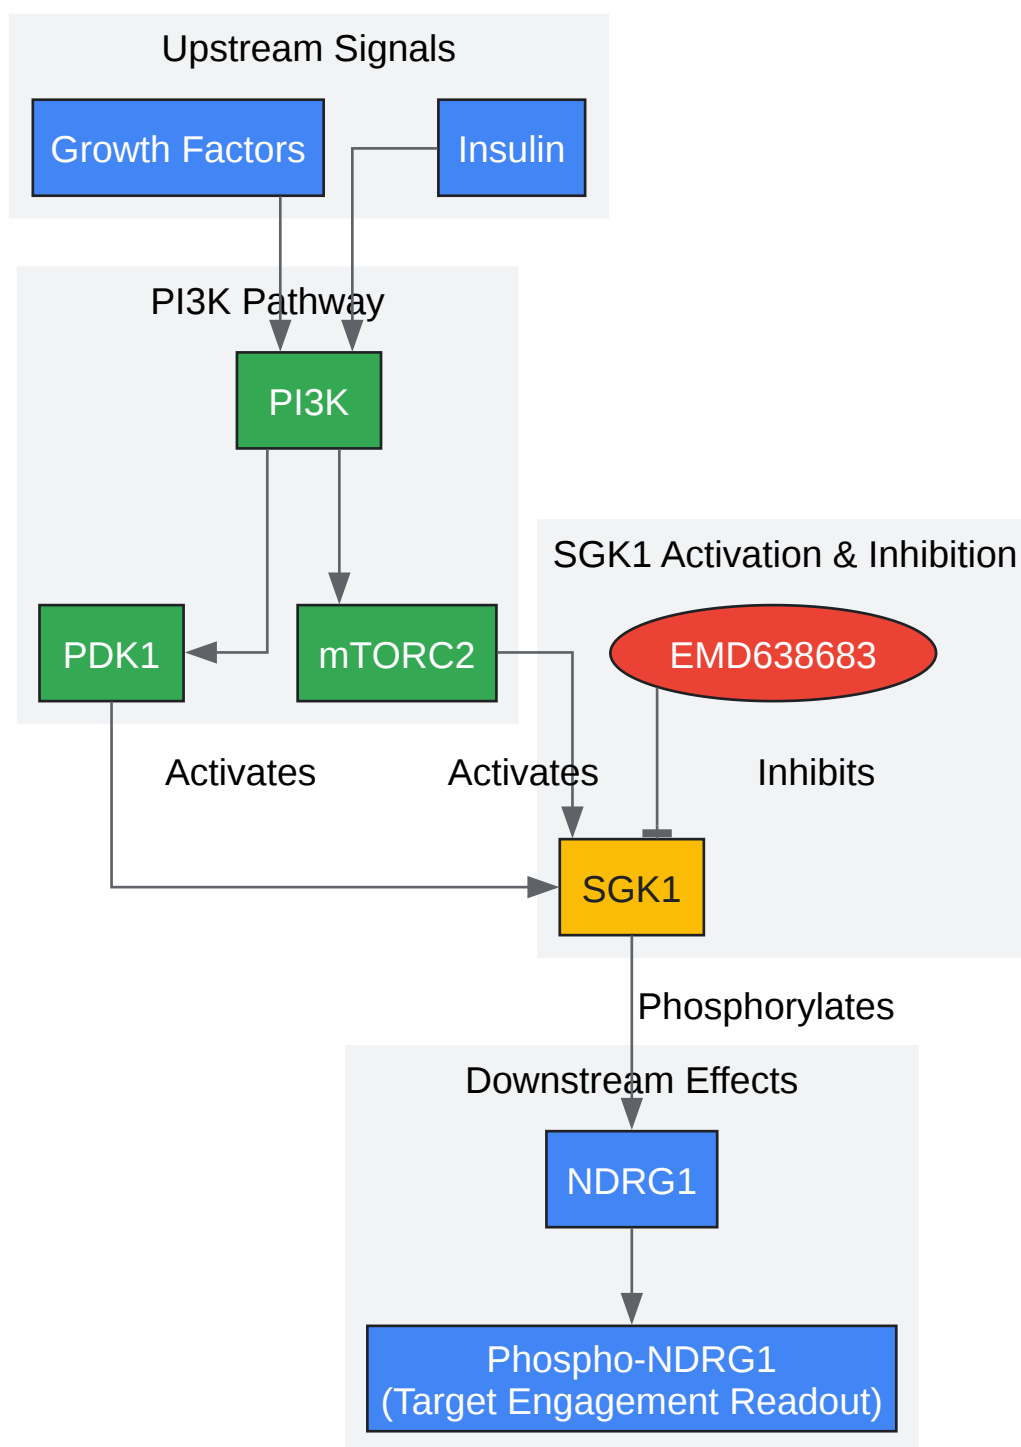 Upstream Signals
Growth Factors
Insulin
PI3K Pathway
PI3K
SGK1 Activation & Inhibition
PDK1
mTORC2
EMD638683
Activates
Activates
Inhibits
SGK1
Phosphorylates
Downstream Effects
NDRG1
Phospho-NDRG1
(Target Engagement Readout)